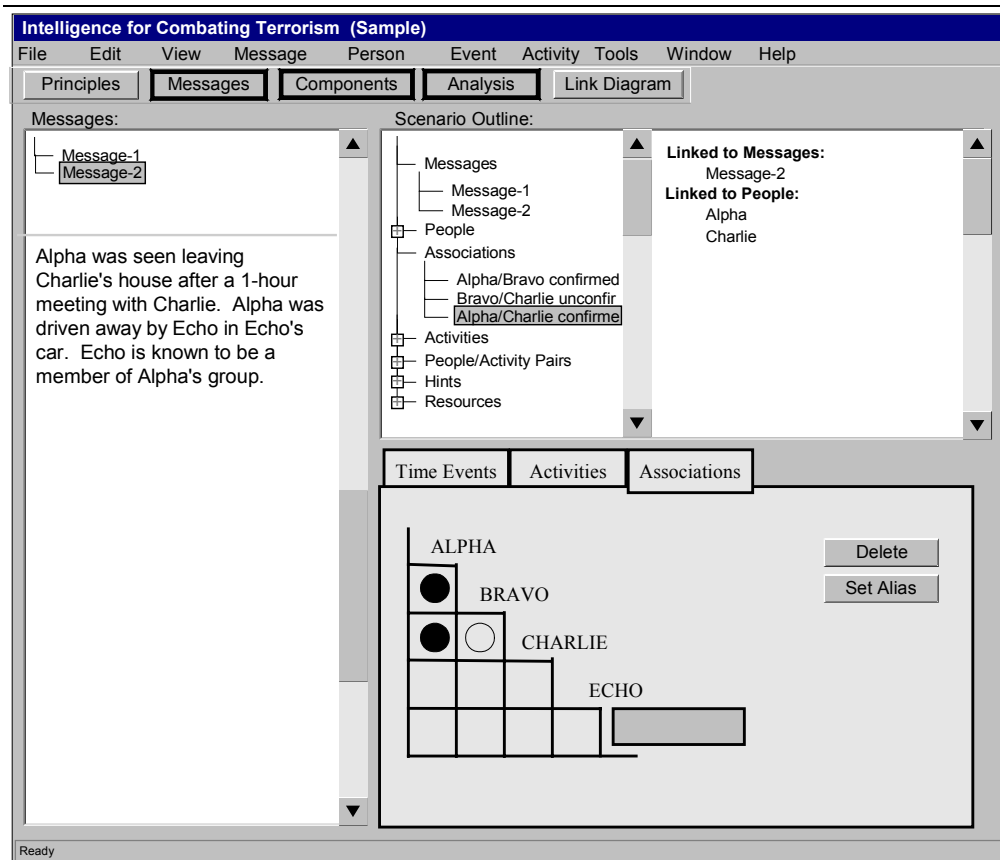 Intelligence for Combating Terrorism (Sample)
File Edit View Message Person Event Activity Tools Window Help
Principles Messages Components Analysis Link Diagram
Messages:
Message-1
Message-2
Alpha was seen leaving
Charlie's house after a 1-hour
meeting with Charlie. Alpha was
driven away by Echo in Echo's
car. Echo is known to be a
member of Alpha's group.
Scenario Outline:
Messages
Message-1
Message-2
People
Associations
Alpha/Bravo confirmed
Bravo/Charlie unconfir
Alpha/Charlie confirme
Activities
People/Activity Pairs
Hints
Resources
Linked to Messages:
Message-2
Linked to People:
Alpha
Charlie
Time Events Activities Associations
ALPHA
BRAVO
CHARLIE
ECHO
Delete
Set Alias
Ready